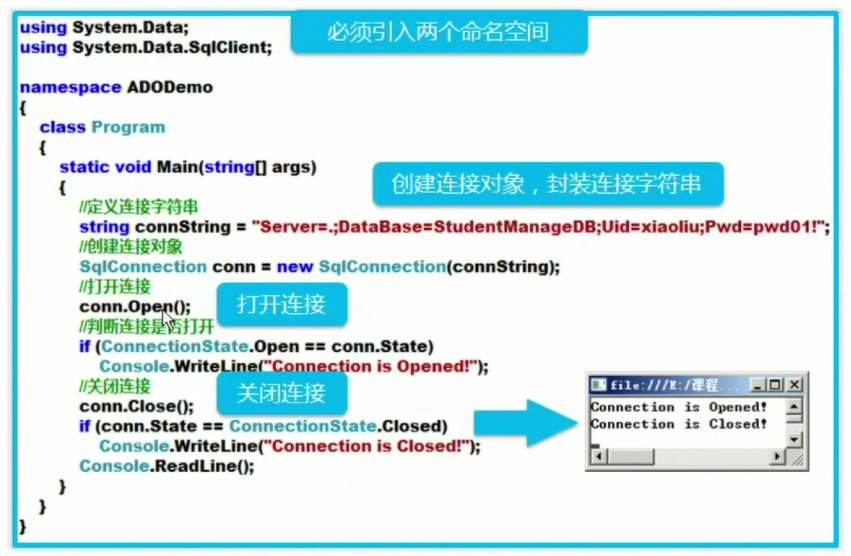 using System.Data;
using System.Data.SqlClient;
必须引入两个命名空间
namespace ADODemo
{
class Program
{
static void Main(string[] args)
{
创建连接对象，封装连接字符串
//定义连接字符串
string connString = "Server=.;DataBase=StudentManageDB;Uid=xiaoliu;Pwd=pwd01!";
//创建连接对象
SqlConnection conn = new SqlConnection(connString);
//打开连接
conn.Open();
打开连接
//判断连接是否打开
if (ConnectionState.Open == conn.State)
Console.WriteLine("Connection is Opened!");
//关闭连接
关闭连接
conn.Close();
if (conn.State == ConnectionState.Closed)
Console.WriteLine("Connection is Closed!");
Console.ReadLine();
}
}
}
file:///E:/课程...
Connection is Opened!
Connection is Closed!